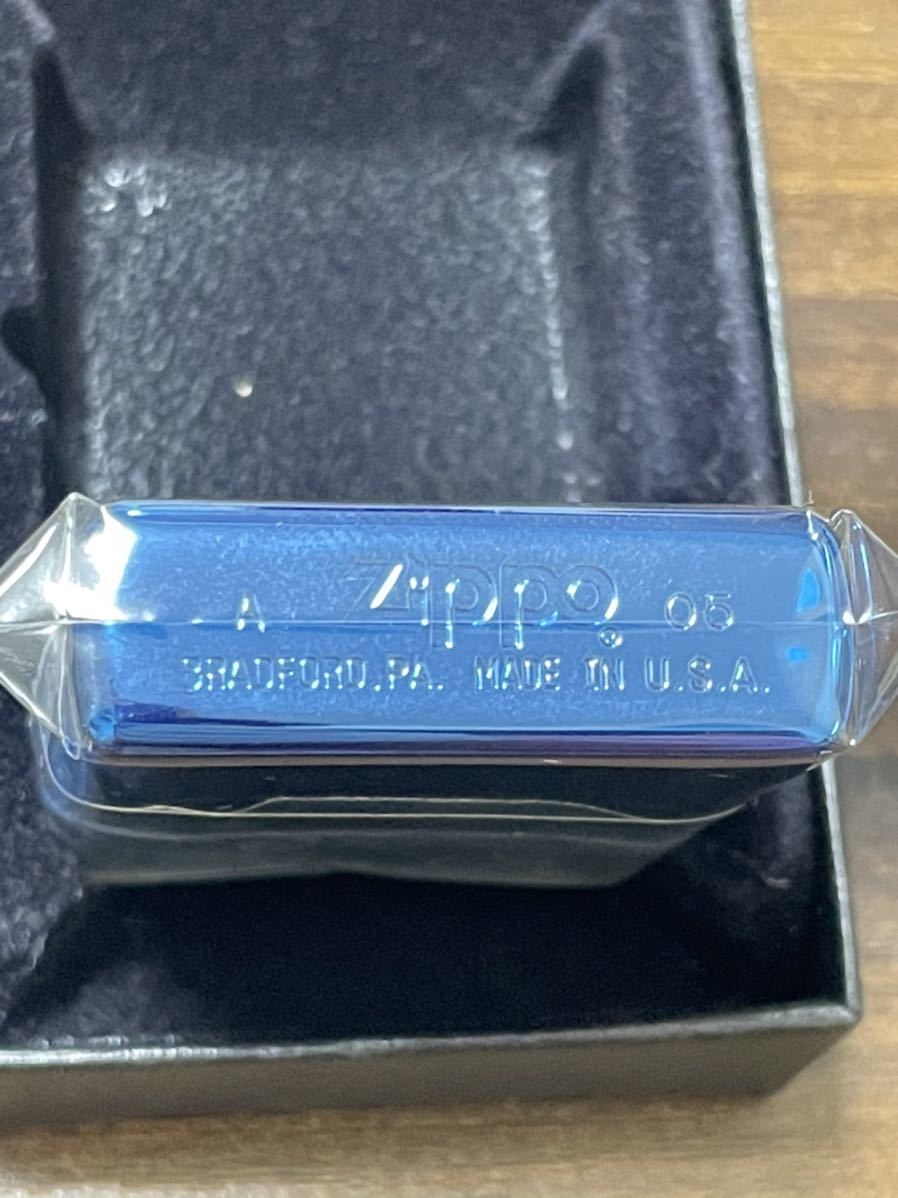 A Zippo® 05
BRADFORD, PA. MADE IN U.S.A.